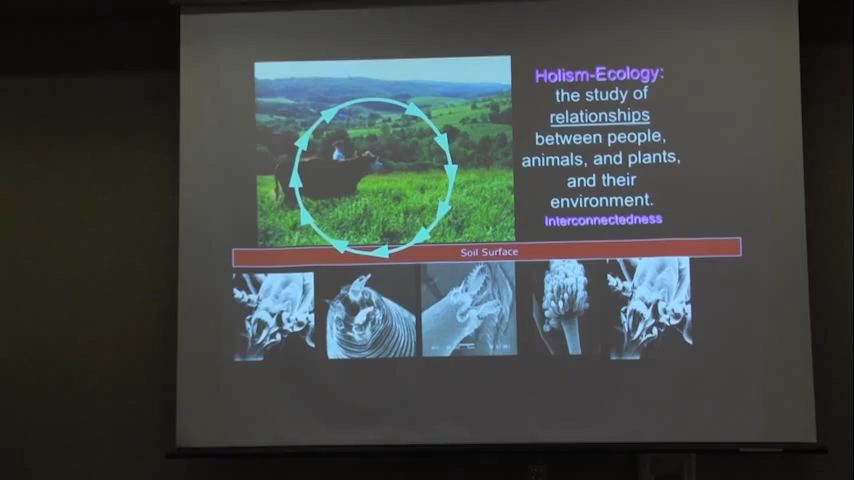 Holism-Ecology:
the study of
relationships
between people,
animals, and plants,
and their
environment.
Interconnectedness
Soil Surface